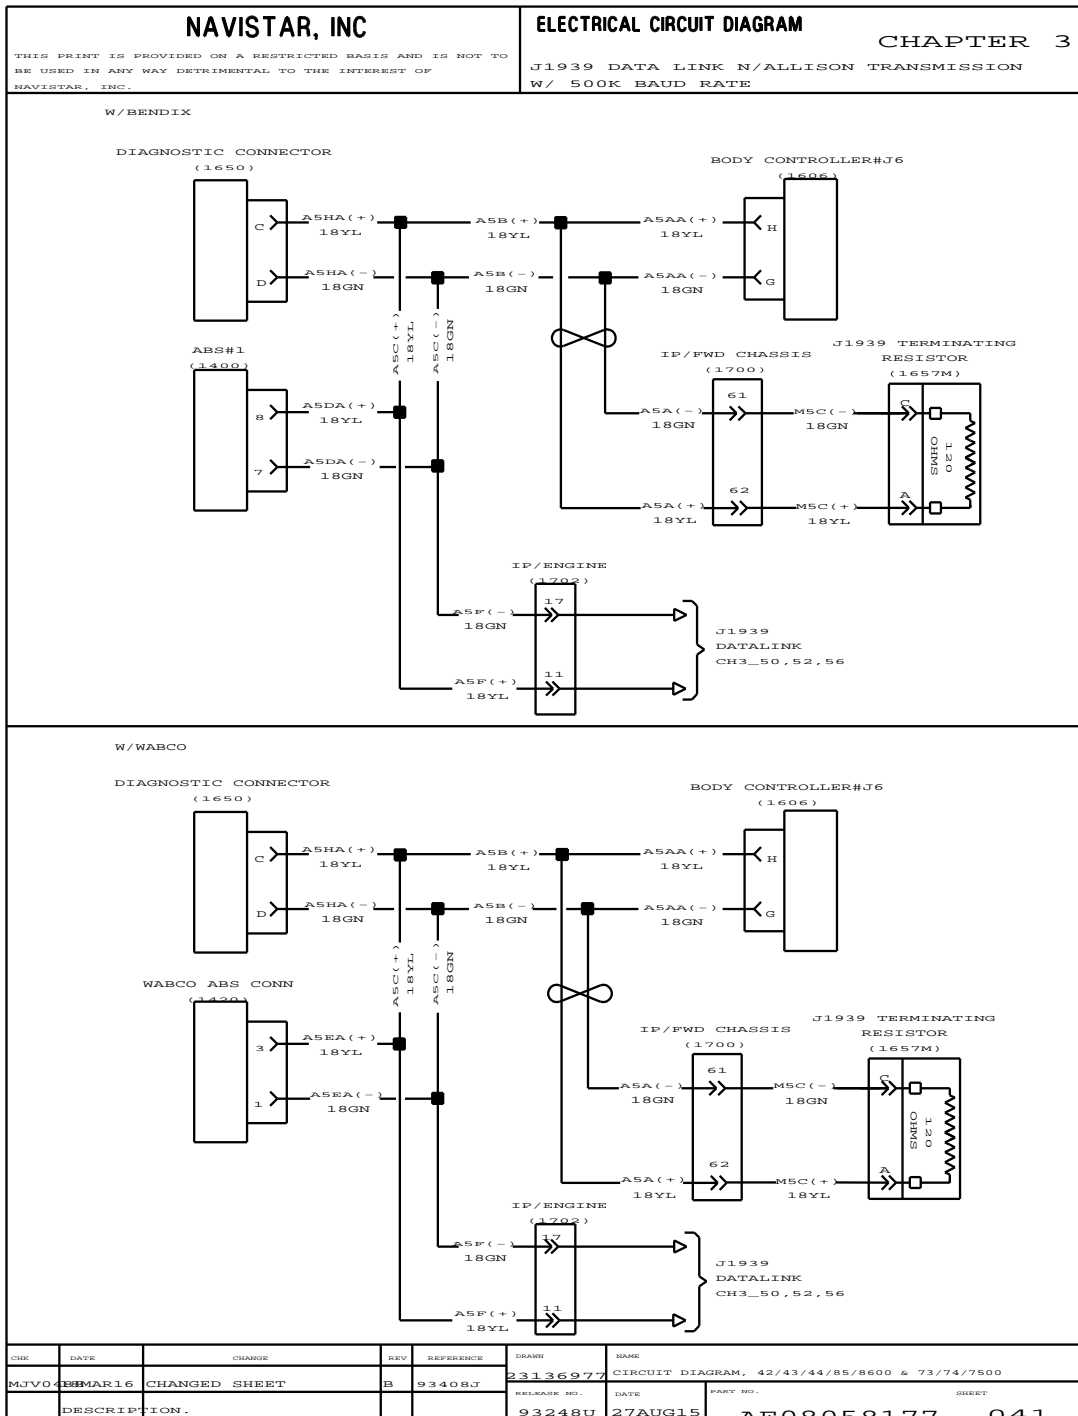 NAVISTAR, INC
THIS PRINT IS PROVIDED ON A RESTRICTED BASIS AND IS NOT TO
BE USED IN ANY WAY DETRIMENTAL TO THE INTEREST OF
NAVISTAR, INC.
ELECTRICAL CIRCUIT DIAGRAM
CHAPTER 3
J1939 DATA LINK N/ALLISON TRANSMISSION
W/ 500K BAUD RATE
W/BENDIX
DIAGNOSTIC CONNECTOR
(1650)
BODY CONTROLLER#J6
(1606)
C
A5HA(+)
18YL
A5B(+)
18YL
A5AA(+)
18YL
H
D
A5HA(-)
18GN
A5B(-)
18GN
A5AA(-)
18GN
G
A5C(+)
18YL
A5C(-)
18GN
ABS#1
(1400)
8
A5DA(+)
18YL
7
A5DA(-)
18GN
IP/FWD CHASSIS
(1700)
J1939 TERMINATING
RESISTOR
(1657M)
A5A(-)
18GN
61
M5C(-)
18GN
C
120
OHMS
A5A(+)
18YL
62
M5C(+)
18YL
A
IP/ENGINE
(1702)
A5F(-)
18GN
17
A5F(+)
18YL
11
J1939
DATALINK
CH3_50,52,56
W/WABCO
DIAGNOSTIC CONNECTOR
(1650)
BODY CONTROLLER#J6
(1606)
C
A5HA(+)
18YL
A5B(+)
18YL
A5AA(+)
18YL
H
D
A5HA(-)
18GN
A5B(-)
18GN
A5AA(-)
18GN
G
A5C(+)
18YL
A5C(-)
18GN
WABCO ABS CONN
(1430)
3
A5EA(+)
18YL
1
A5EA(-)
18GN
IP/FWD CHASSIS
(1700)
J1939 TERMINATING
RESISTOR
(1657M)
A5A(-)
18GN
61
M5C(-)
18GN
C
120
OHMS
A5A(+)
18YL
62
M5C(+)
18YL
A
IP/ENGINE
(1702)
A5F(-)
18GN
17
A5F(+)
18YL
11
J1939
DATALINK
CH3_50,52,56
CHK DATE CHANGE REV REFERENCE
CHANGED SHEET B 93408J
DESCRIPTION.
DRAWN
23136977
NAME
CIRCUIT DIAGRAM, 42/43/44/85/8600 & 73/74/7500
RELEASE NO.
93248U
DATE
27AUG15
PART NO.
AE08058177
SHEET
041